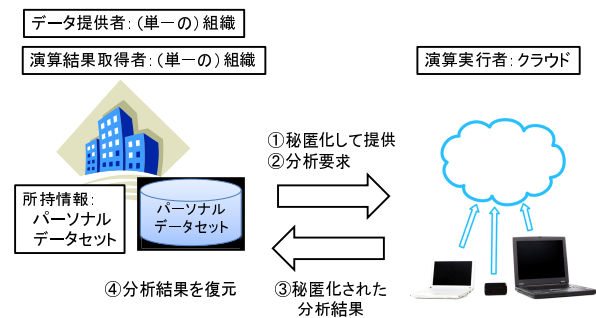 データ提供者：（単一の）組織
演算結果取得者：（単一の）組織
演算実行者：クラウド
①秘匿化して提供
②分析要求
所持情報：
パーソナル
データセット
パーソナル
データセット
④分析結果を復元
③秘匿化された
分析結果